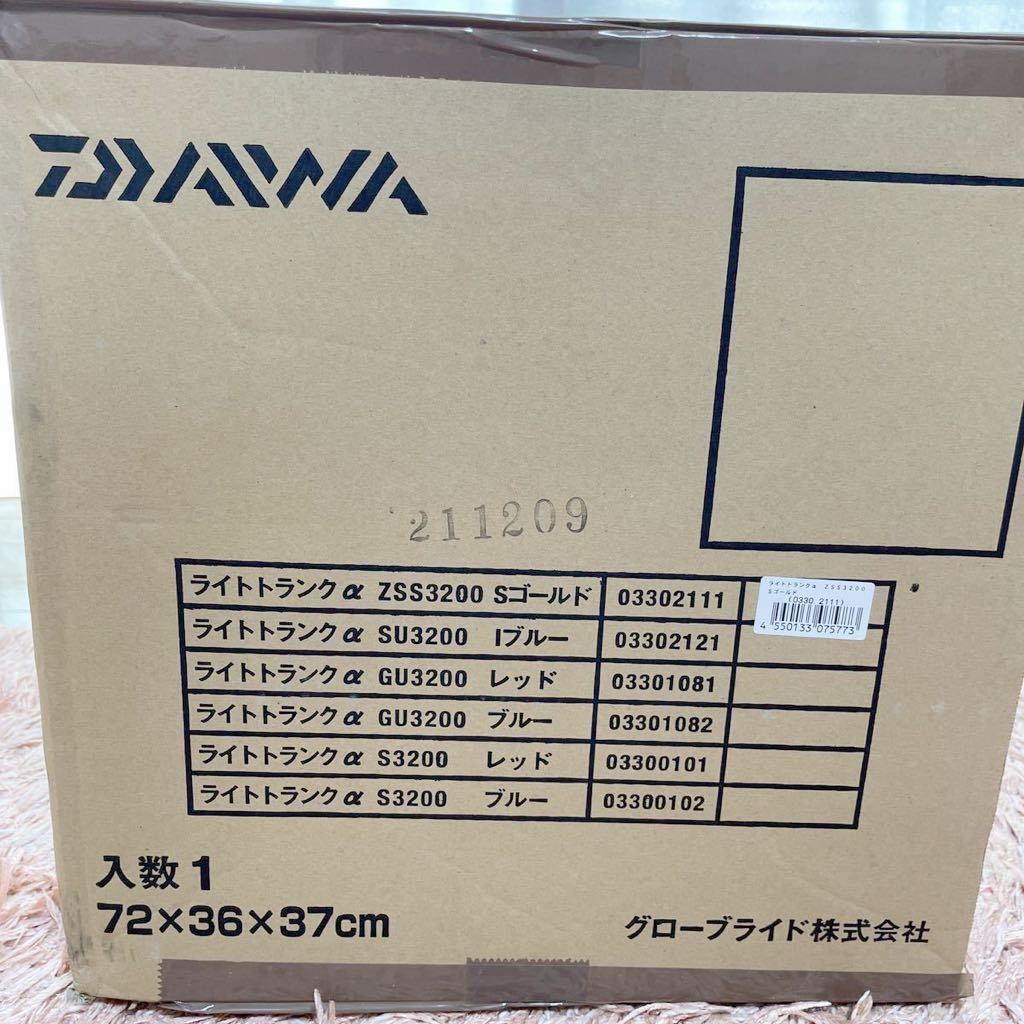 DAIWA
211209
ライトトランクα ZSS3200 Sゴールド 03302111
ライトトランクα ZSS3200
Sゴールド
(0330 2111)
4 550133 075773
ライトトランクα SU3200 Iブルー 03302121
ライトトランクα GU3200 レッド 03301081
ライトトランクα GU3200 ブルー 03301082
ライトトランクα S3200 レッド 03300101
ライトトランクα S3200 ブルー 03300102
入数 1
72×36×37cm
グローブライド株式会社